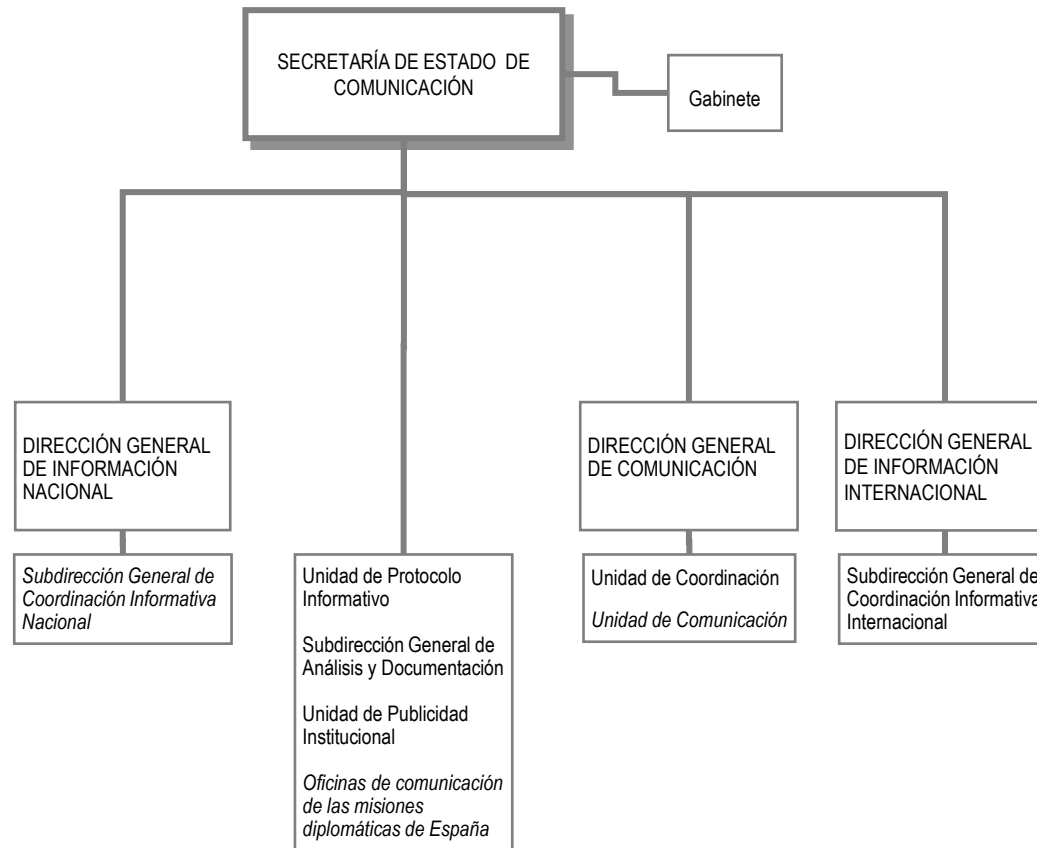 SECRETARÍA DE ESTADO DE
COMUNICACIÓN
Gabinete
DIRECCIÓN GENERAL
DE INFORMACIÓN
NACIONAL
DIRECCIÓN GENERAL
DE COMUNICACIÓN
DIRECCIÓN GENERAL
DE INFORMACIÓN
INTERNACIONAL
Subdirección General de
Coordinación Informativa
Nacional
Unidad de Protocolo
Informativo
Subdirección General de
Análisis y Documentación
Unidad de Publicidad
Institucional
Oficinas de comunicación
de las misiones
diplomáticas de España
Unidad de Coordinación
Unidad de Comunicación
Subdirección General de
Coordinación Informativa
Internacional